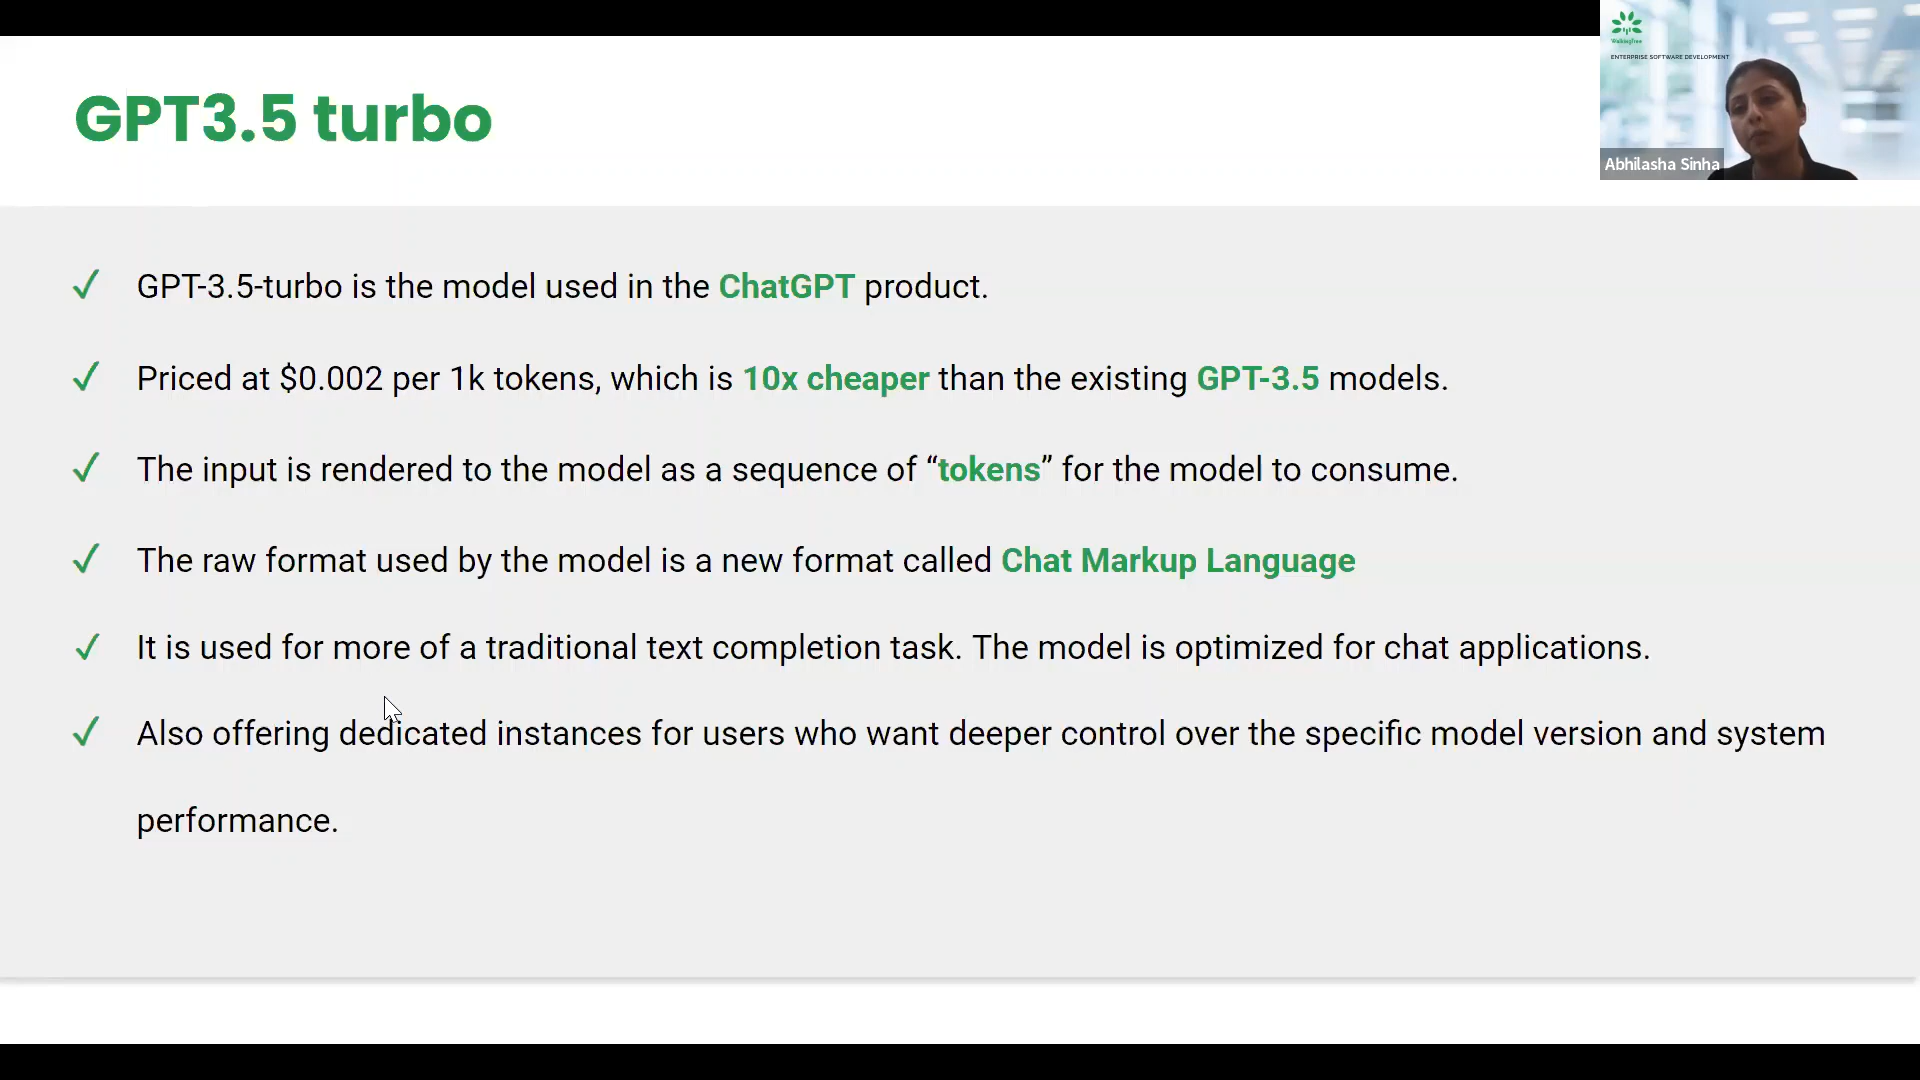 WalkingTree
ENTERPRISE SOFTWARE DEVELOPMENT
Abhilasha Sinha
GPT3.5 turbo
✓ GPT-3.5-turbo is the model used in the ChatGPT product.
✓ Priced at $0.002 per 1k tokens, which is 10x cheaper than the existing GPT-3.5 models.
✓ The input is rendered to the model as a sequence of “tokens” for the model to consume.
✓ The raw format used by the model is a new format called Chat Markup Language
✓ It is used for more of a traditional text completion task. The model is optimized for chat applications.
✓ Also offering dedicated instances for users who want deeper control over the specific model version and system
performance.